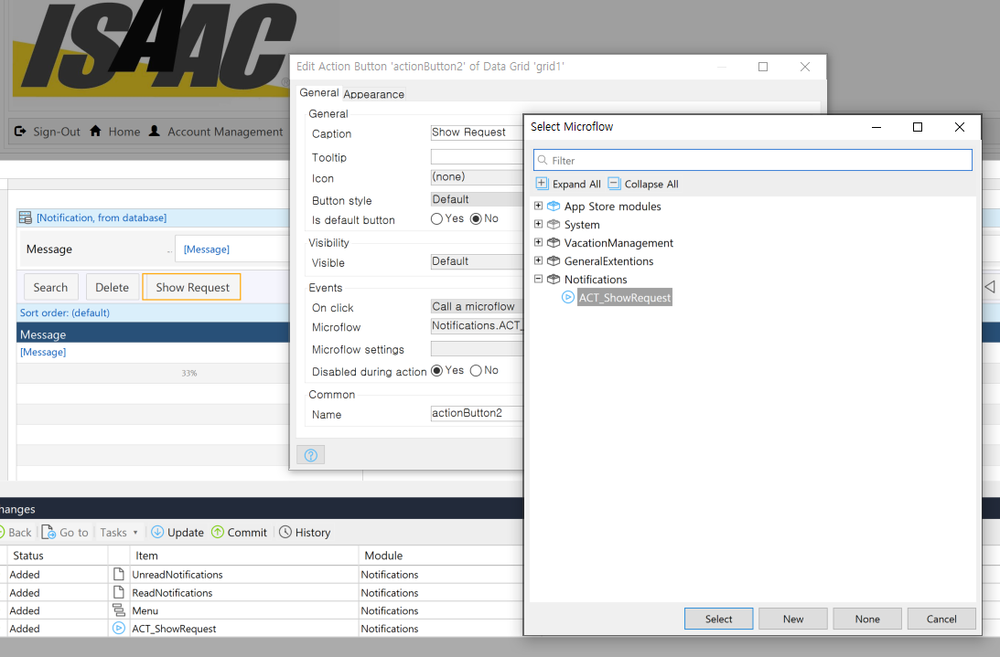 ISAAC
®
Sign-Out Home Account Management
[Notification, from database]
Message ... [Message]
Search Delete Show Request
Sort order: (default)
Message
[Message]
33%
Edit Action Button 'actionButton2' of Data Grid 'grid1'
General Appearance
General
Caption Show Request
Tooltip
Icon (none)
Button style Default
Is default button Yes No
Visibility
Visible Default
Events
On click Call a microflow
Microflow Notifications.ACT_
Microflow settings
Disabled during action Yes No
Common
Name actionButton2
?
Select Microflow
Filter
Expand All Collapse All
App Store modules
System
VacationManagement
GeneralExtentions
Notifications
ACT_ShowRequest
Select New None Cancel
hanges
Back Go to Tasks Update Commit History
Status Item Module
Added UnreadNotifications Notifications
Added ReadNotifications Notifications
Added Menu Notifications
Added ACT_ShowRequest Notifications